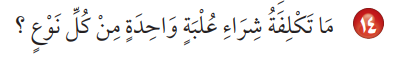 ١٤ مَا تَكْلِفَةُ شِرَاءِ عُلْبَةٍ وَاحِدَةٍ مِنْ كُلِّ نَوْعٍ ؟